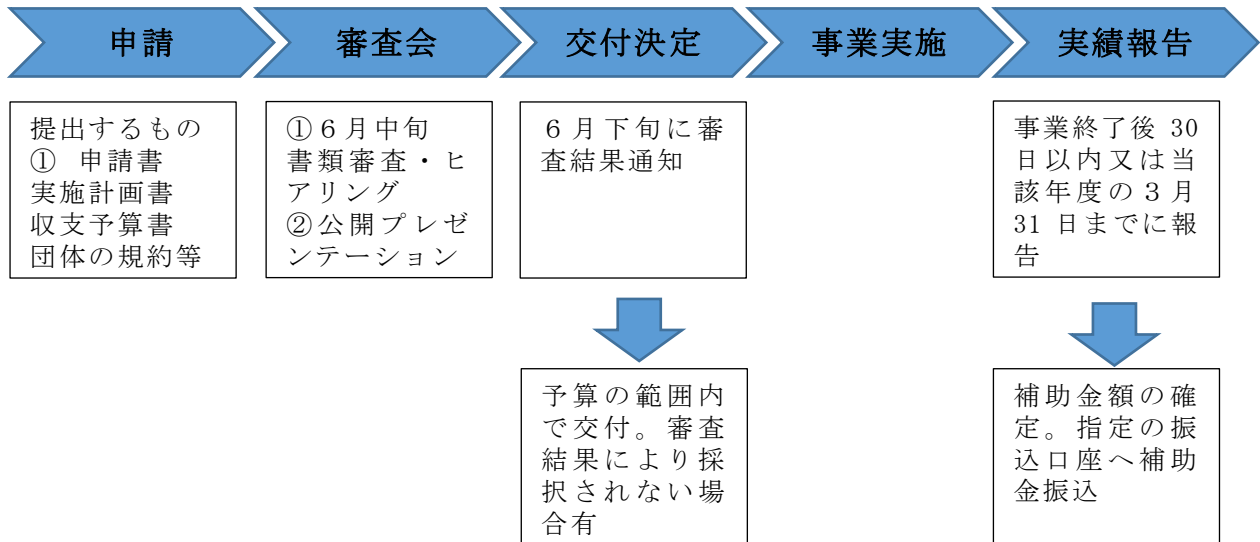 申請
審査会
交付決定
事業実施
実績報告
提出するもの
① 申請書
実施計画書
収支予算書
団体の規約等
①６月中旬
書類審査・ヒ
アリング
②公開プレゼ
ンテーション
６月下旬に審
査結果通知
事業終了後 30
日以内又は当
該年度の３月
31 日までに報
告
予算の範囲内
で交付。審査
結果により採
択されない場
合有
補助金額の確
定。指定の振
込口座へ補助
金振込